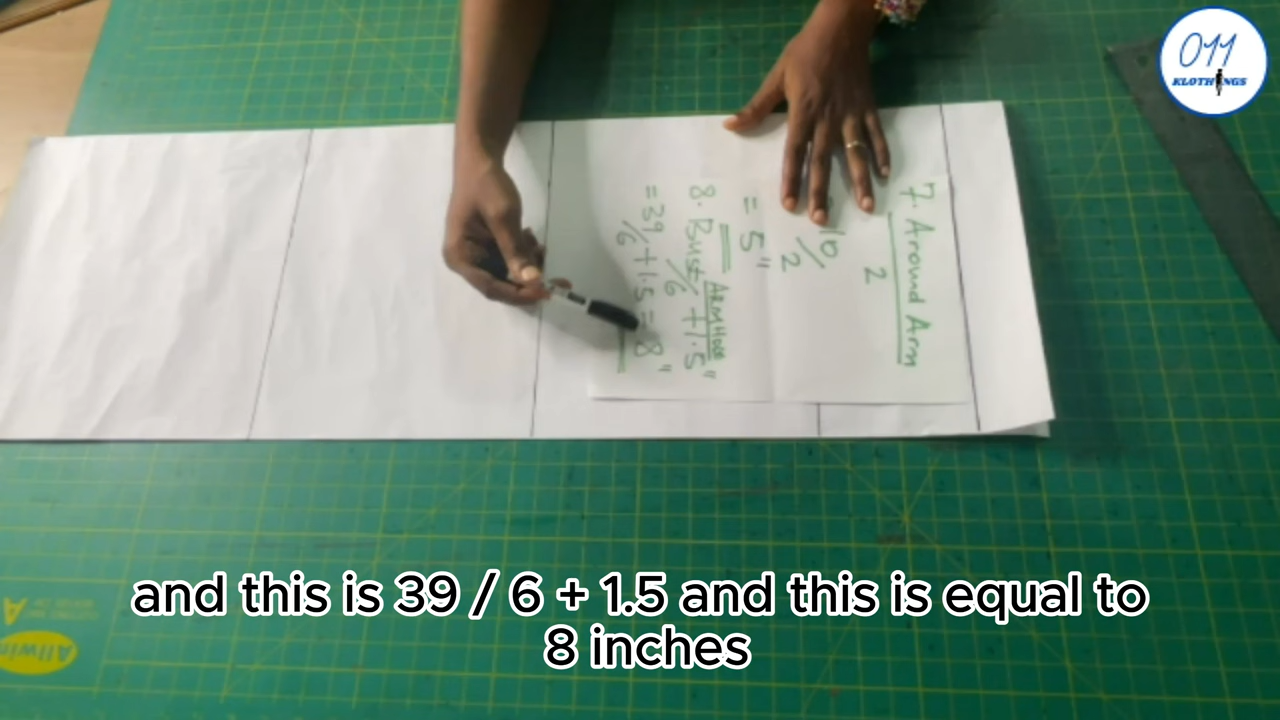 011
KLOTHINGS
7. Around Arm
2
10
/2
= 5"
ARMHOLE
8. Bust/6 + 1.5"
= 39/6 + 1.5 = 8"
and this is 39 / 6 + 1.5 and this is equal to
8 inches
Allwin
A